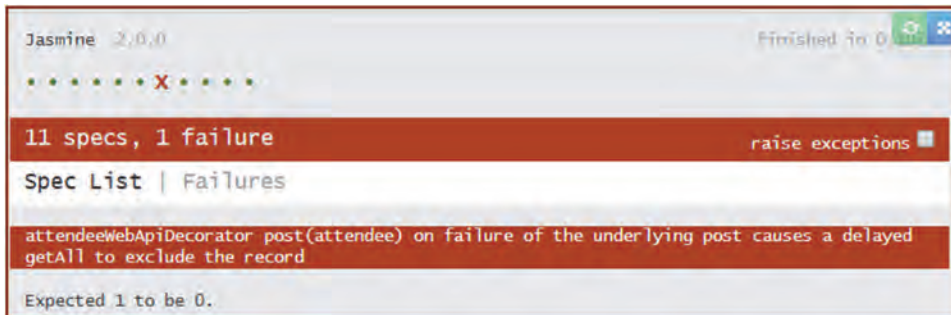 Jasmine 2.0.0
Finished in 0
• • • • • • X • • • •
11 specs, 1 failure
raise exceptions
Spec List | Failures
attendeeWebApiDecorator post(attendee) on failure of the underlying post causes a delayed
getAll to exclude the record
Expected 1 to be 0.